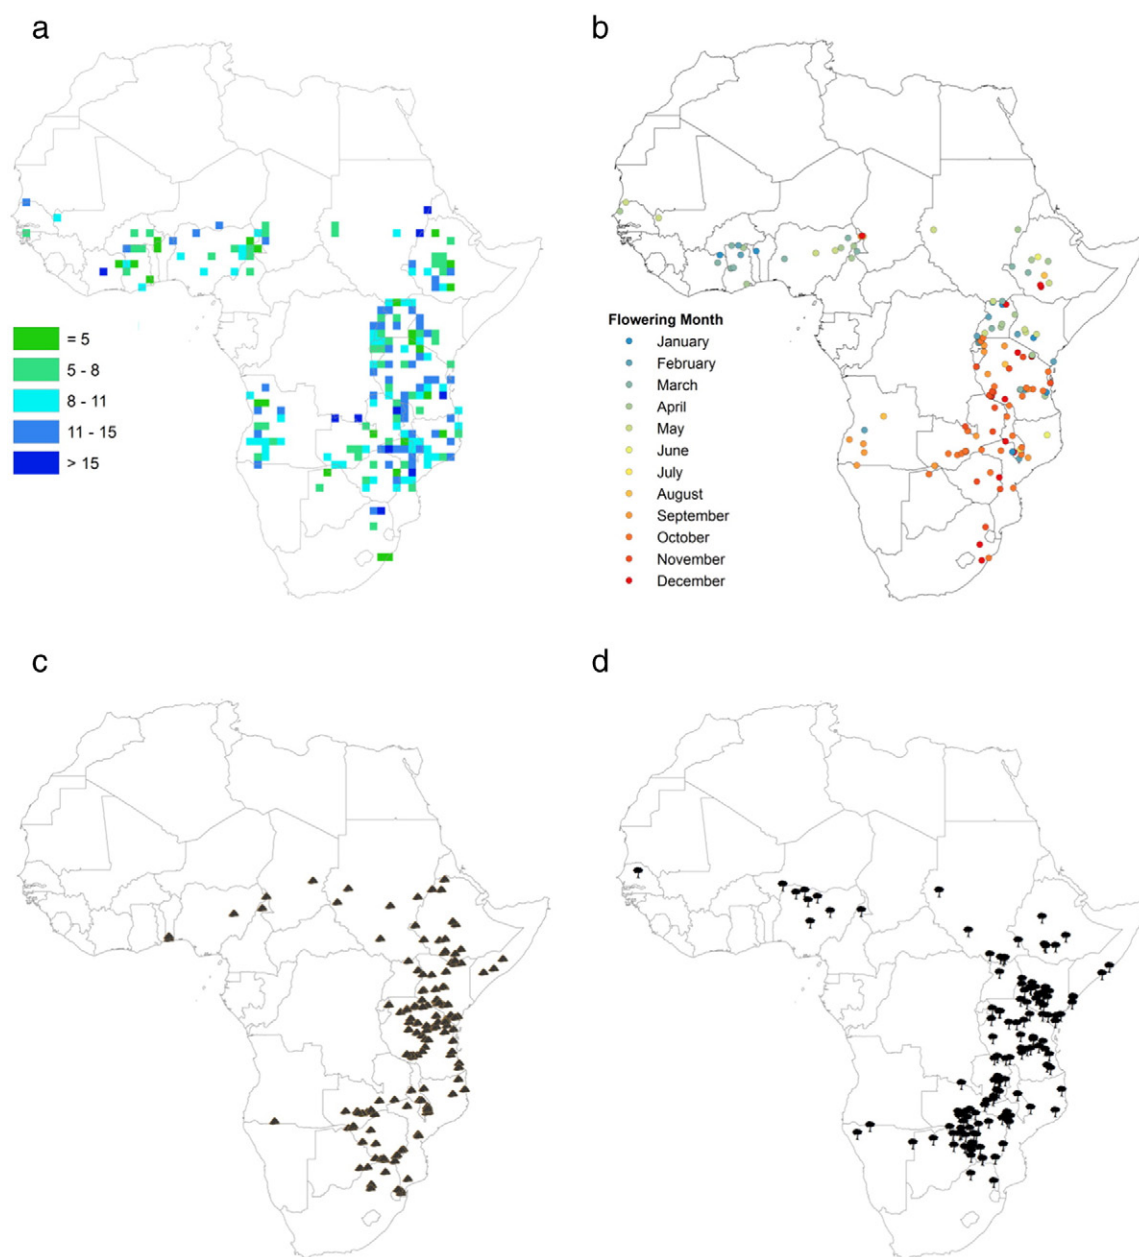 a
b
= 5
5 - 8
8 - 11
11 - 15
> 15
Flowering Month
January
February
March
April
May
June
July
August
September
October
November
December
c
d